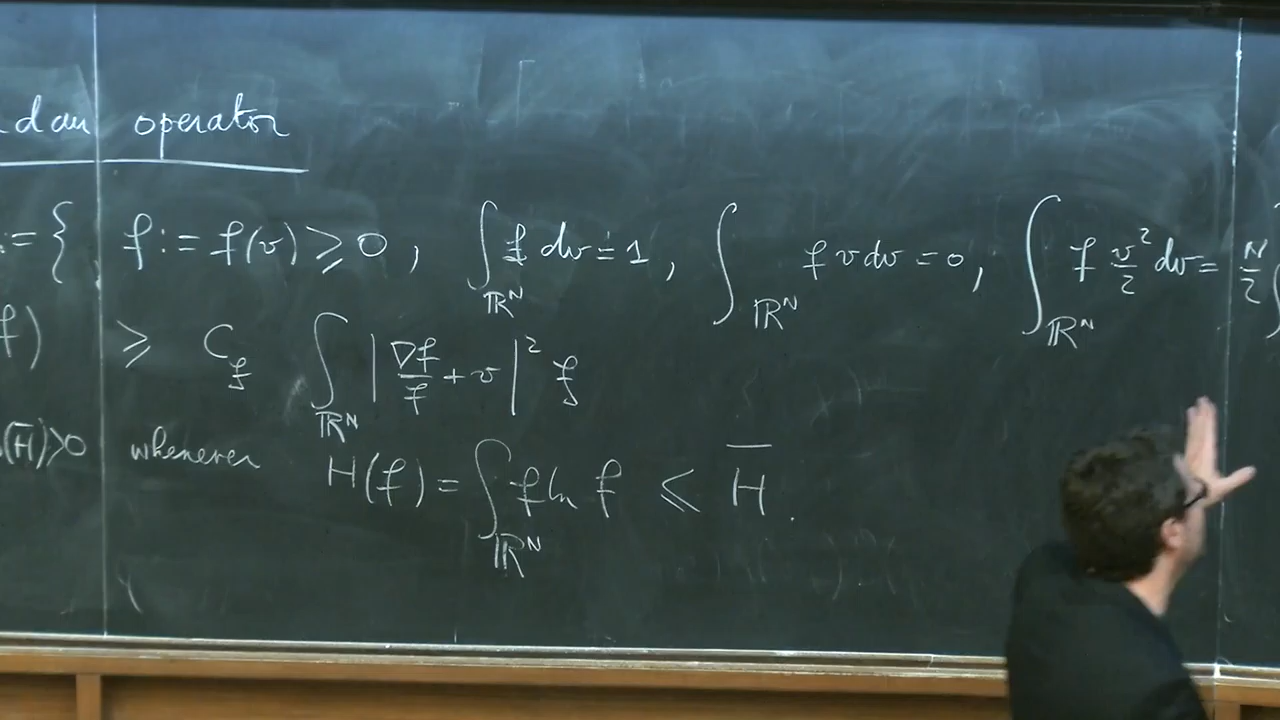 dau operator
:= { f := f(v) ⩾ 0, ∫_{ℝ^N} f dv = 1, ∫_{ℝ^N} f v dv = 0, ∫_{ℝ^N} f v²/2 dv = N/2
f) ⩾ C_f ∫_{ℝ^N} | ∇f/f + v |² f
(H̄)>0 whenever H(f) = ∫_{ℝ^N} f ln f ⩽ H̄.